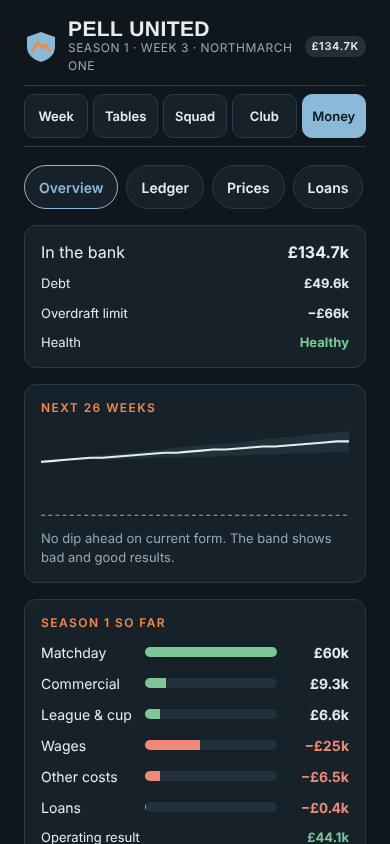 PELL UNITED
SEASON 1 · WEEK 3 · NORTHMARCH
ONE
£134.7K
Week
Tables
Squad
Club
Money
Overview
Ledger
Prices
Loans
In the bank £134.7k
Debt £49.6k
Overdraft limit −£66k
Health Healthy
NEXT 26 WEEKS
No dip ahead on current form. The band shows
bad and good results.
SEASON 1 SO FAR
Matchday £60k
Commercial £9.3k
League & cup £6.6k
Wages −£25k
Other costs −£6.5k
Loans −£0.4k
Operating result £44.1k